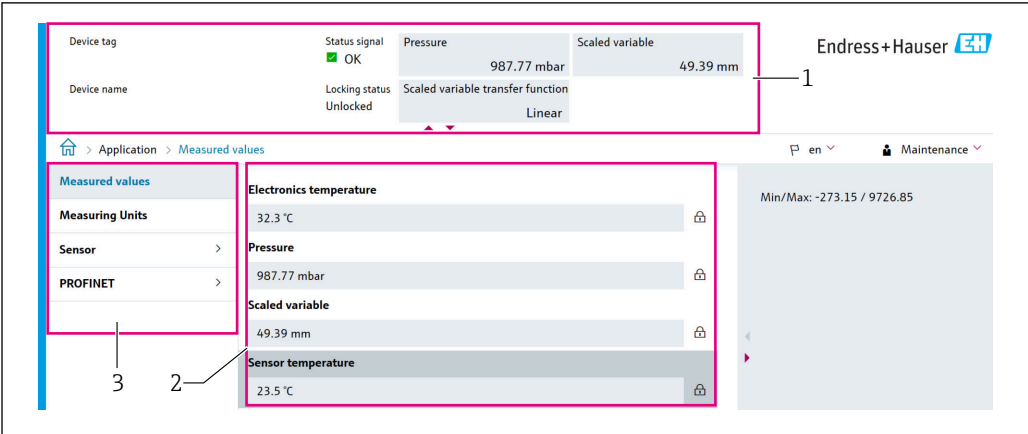 Device tag
Status signal
OK
Pressure
987.77 mbar
Scaled variable
49.39 mm
Endress+Hauser EH
1
Device name
Locking status
Unlocked
Scaled variable transfer function
Linear
> Application > Measured values
en
Maintenance
Measured values
Measuring Units
Sensor >
PROFINET >
3
2
Electronics temperature
32.3 °C
Pressure
987.77 mbar
Scaled variable
49.39 mm
Sensor temperature
23.5 °C
Min/Max: -273.15 / 9726.85